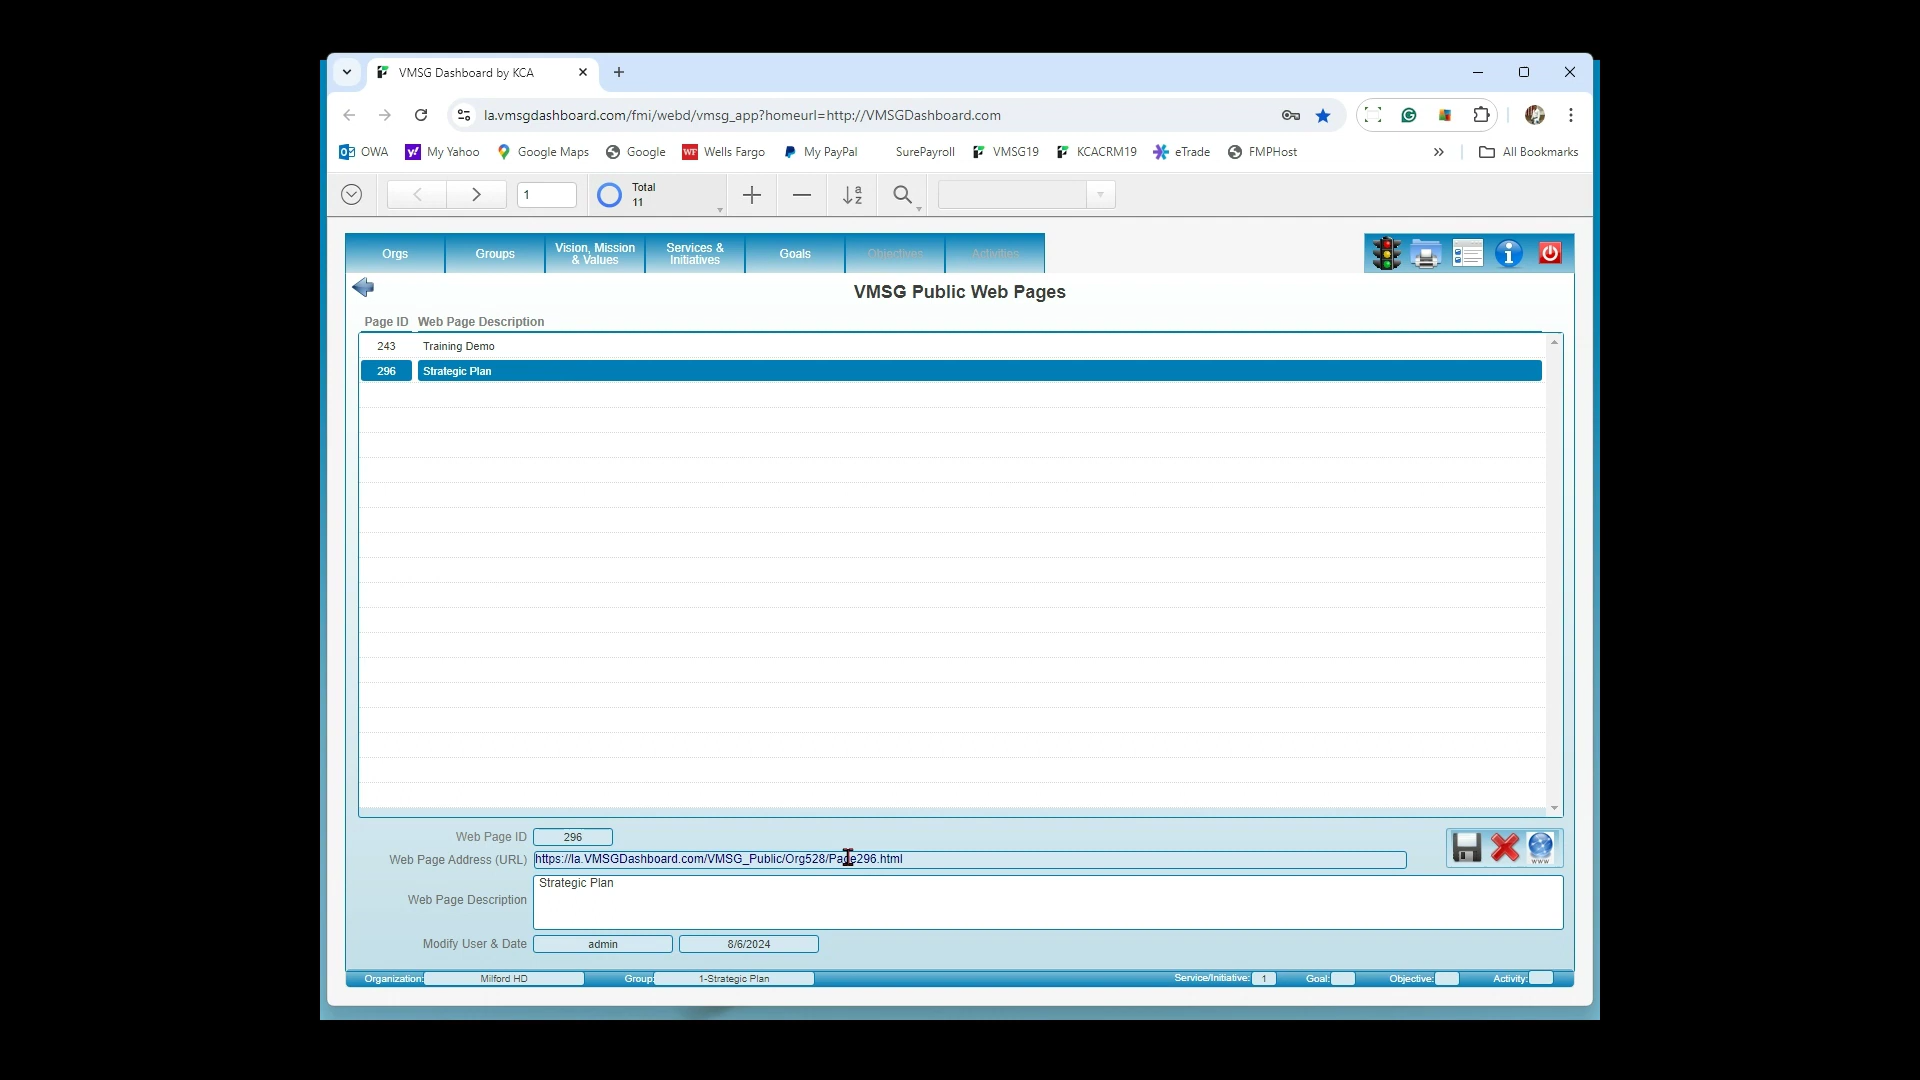 VMSG Dashboard by KCA
la.vmsgdashboard.com/fmi/webd/vmsg_app?homeurl=http://VMSGDashboard.com
OWA My Yahoo Google Maps Google WF Wells Fargo My PayPal SurePayroll VMSG19 KCACRM19 eTrade FMPHost » All Bookmarks
1 Total
11
Orgs Groups Vision, Mission & Values Services & Initiatives Goals Objectives Activities
VMSG Public Web Pages
Page ID Web Page Description
243 Training Demo
296 Strategic Plan
Web Page ID 296
Web Page Address (URL) https://la.VMSGDashboard.com/VMSG_Public/Org528/Page296.html
www
Strategic Plan
Web Page Description
Modify User & Date admin 8/6/2024
Organization: Milford HD Group: 1-Strategic Plan Service/Initiative: 1 Goal: Objective: Activity: